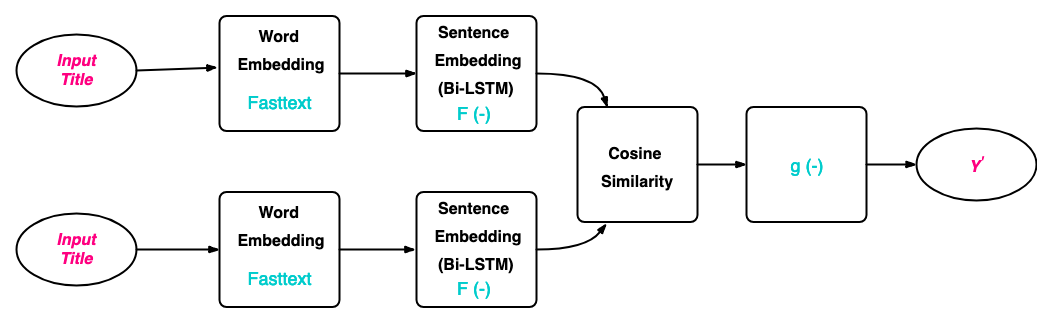 Input
Title
Word
Embedding
Fasttext
Sentence
Embedding
(Bi-LSTM)
F (-)
Cosine
Similarity
g (-)
Y'
Input
Title
Word
Embedding
Fasttext
Sentence
Embedding
(Bi-LSTM)
F (-)